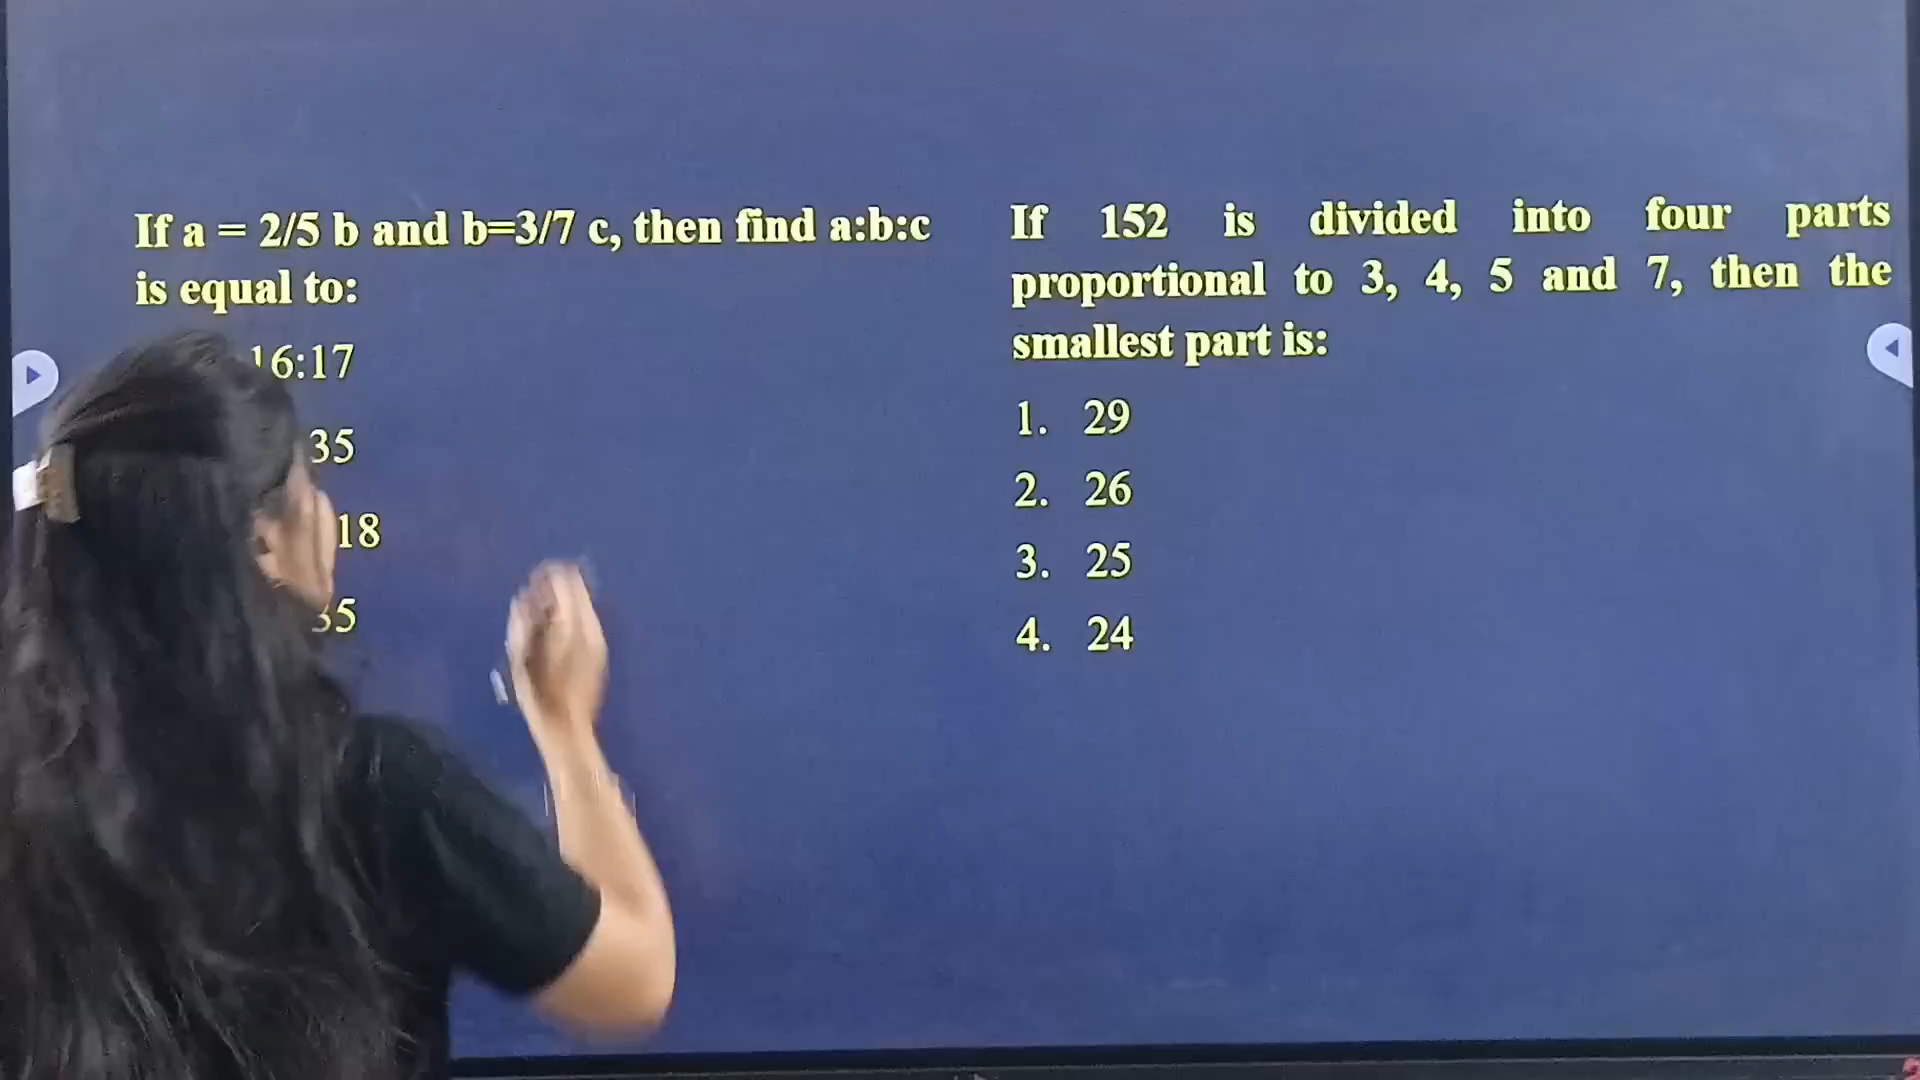 If a = 2/5 b and b=3/7 c, then find a:b:c
is equal to:
16:17
35
18
35
If 152 is divided into four parts
proportional to 3, 4, 5 and 7, then the
smallest part is:
1. 29
2. 26
3. 25
4. 24